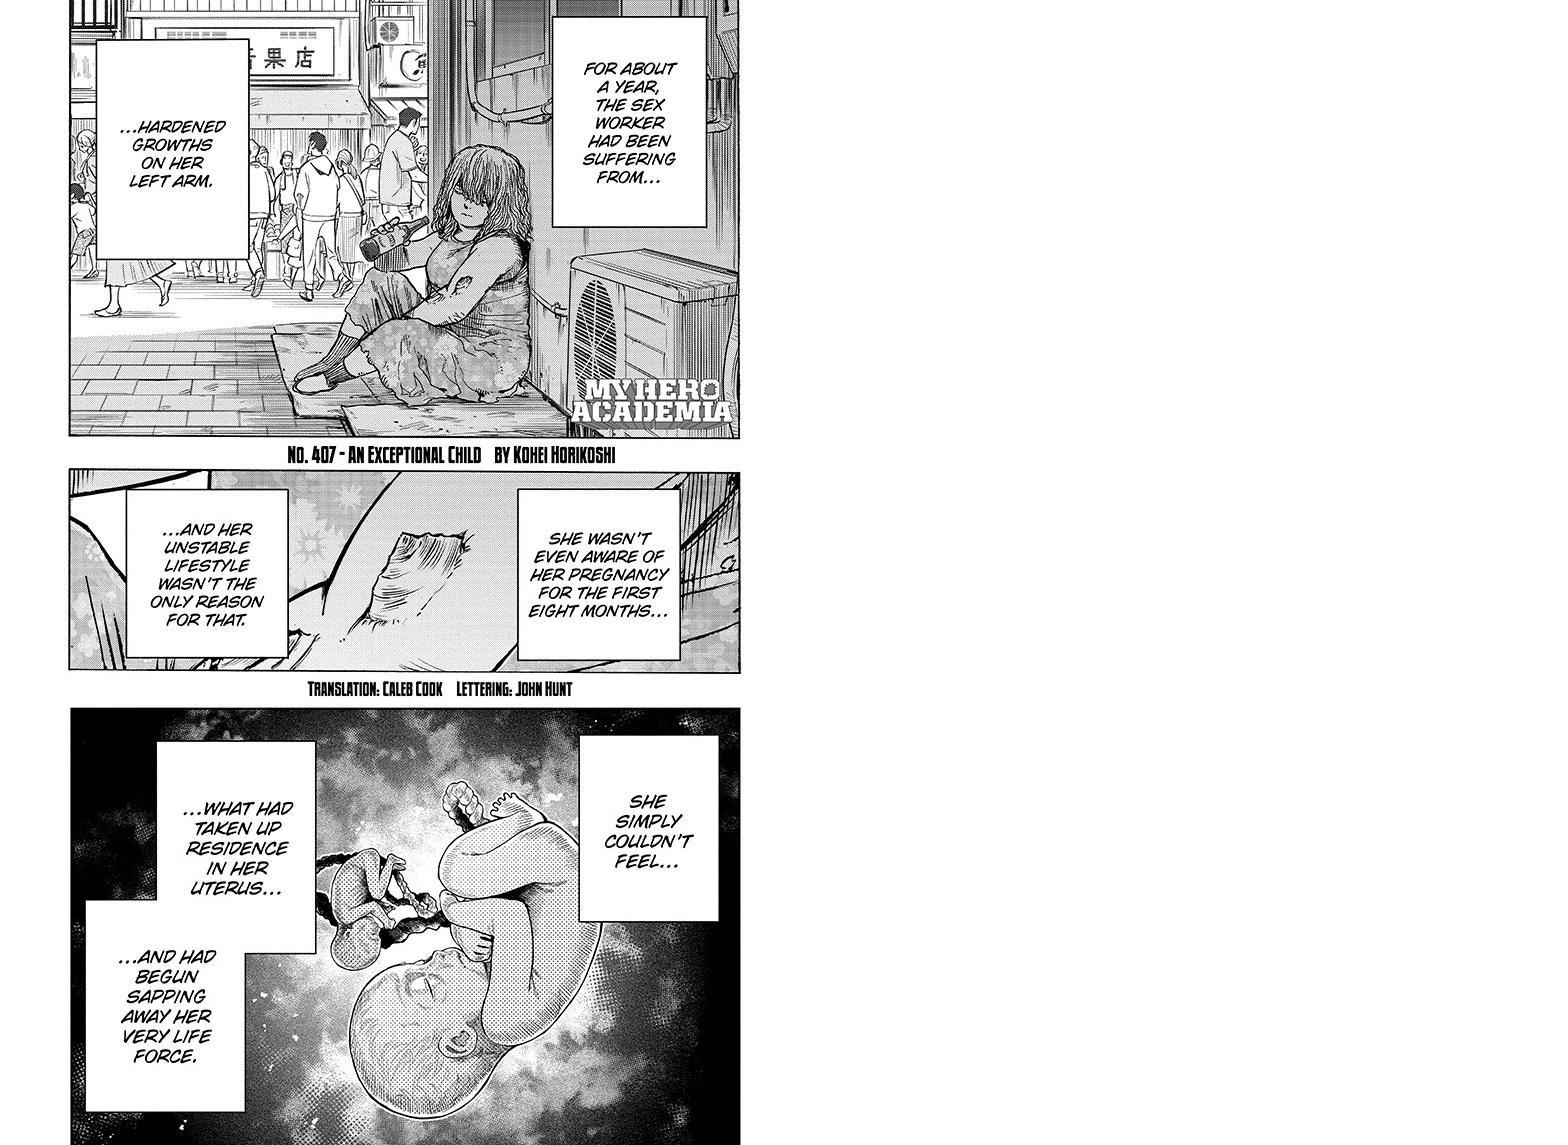 FOR ABOUT
A YEAR,
THE SEX
WORKER
HAD BEEN
SUFFERING
FROM...
果店
...HARDENED
GROWTHS
ON HER
LEFT ARM.
MY HERO
ACADEMIA
NO. 407 - AN EXCEPTIONAL CHILD BY KOHEI HORIKOSHI
SHE WASN'T
EVEN AWARE OF
HER PREGNANCY
FOR THE FIRST
EIGHT MONTHS...
...AND HER
UNSTABLE
LIFESTYLE
WASN'T THE
ONLY REASON
FOR THAT.
TRANSLATION: CALEB COOK LETTERING: JOHN HUNT
SHE
SIMPLY
COULDN'T
FEEL...
...WHAT HAD
TAKEN UP
RESIDENCE
IN HER
UTERUS...
...AND HAD
BEGUN
SAPPING
AWAY HER
VERY LIFE
FORCE.